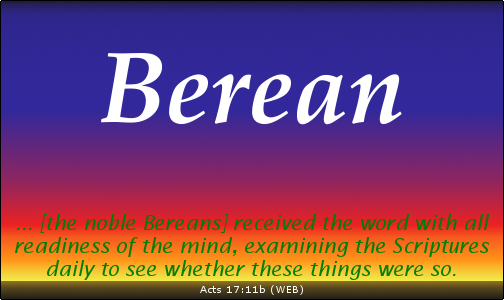 Berean
... [the noble Bereans] received the word with all
readiness of the mind, examining the Scriptures
daily to see whether these things were so.
Acts 17:11b (WEB)